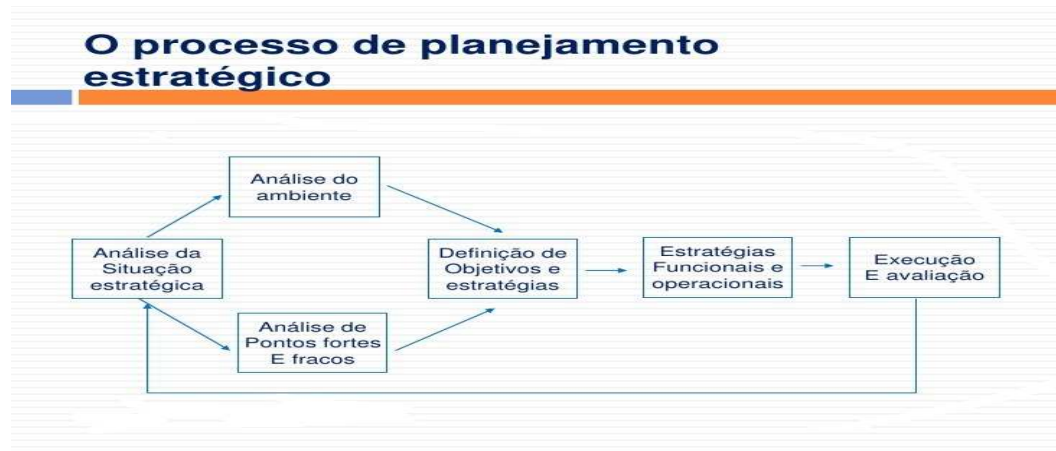 O processo de planejamento
estratégico
Análise do
ambiente
Análise da
Situação
estratégica
Definição de
Objetivos e
estratégias
Estratégias
Funcionais e
operacionais
Execução
E avaliação
Análise de
Pontos fortes
E fracos